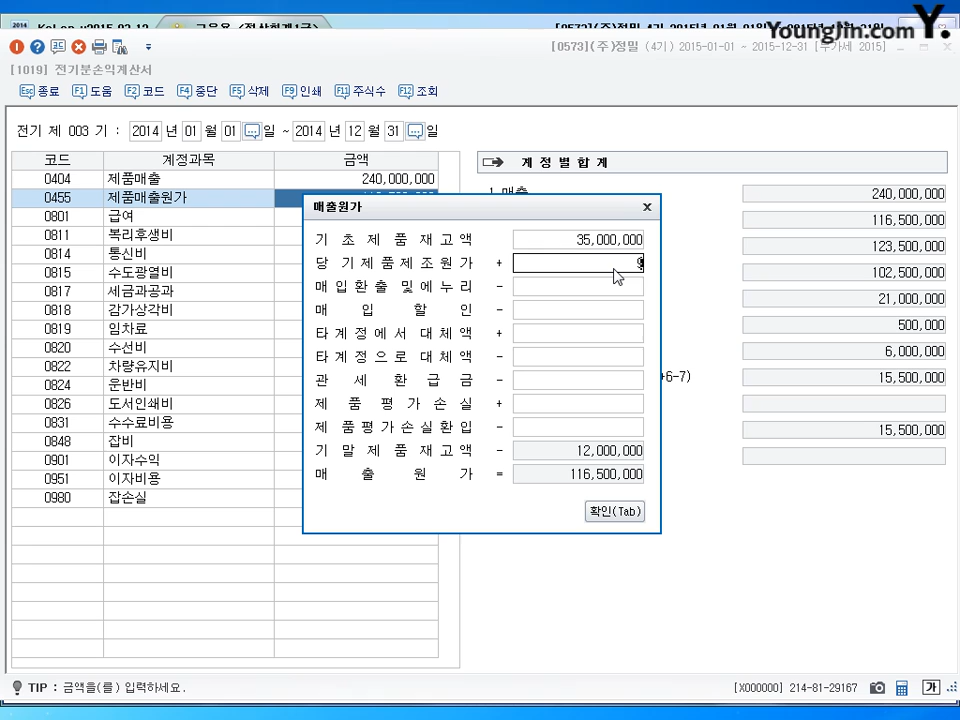 YoungJin.com Y.
[0573](주)정밀 (4기) 2015-01-01 ~ 2015-12-31 [부가세 2015]
[1019] 전기분손익계산서
Esc 종료 F1 도움 F2 코드 F4 중단 F5 삭제 F9 인쇄 F11 주식수 F12 조회
전기 제 003 기 : 2014 년 01 월 01 일 ~ 2014 년 12 월 31 일
코드 계정과목 금액
0404 제품매출 240,000,000
0455 제품매출원가
0801 급여
0811 복리후생비
0814 통신비
0815 수도광열비
0817 세금과공과
0818 감가상각비
0819 임차료
0820 수선비
0822 차량유지비
0824 운반비
0826 도서인쇄비
0831 수수료비용
0848 잡비
0901 이자수익
0951 이자비용
0980 잡손실
매출원가 x
기 초 제 품 재 고 액 35,000,000
당 기제품제조원가 + 9
매 입 환 출 및 에 누 리 -
매 입 할 인 -
타 계 정 에 서 대 체 액 +
타 계 정 으 로 대 체 액 -
관 세 환 급 금 -
제 품 평 가 손 실 +
제 품평가손실환입 -
기 말 제 품 재 고 액 - 12,000,000
매 출 원 가 = 116,500,000
확인(Tab)
계 정 별 합 계
1. 매출 240,000,000
116,500,000
123,500,000
102,500,000
21,000,000
500,000
6,000,000
+6-7) 15,500,000
15,500,000
TIP : 금액을(를) 입력하세요.
[X000000] 214-81-29167 가